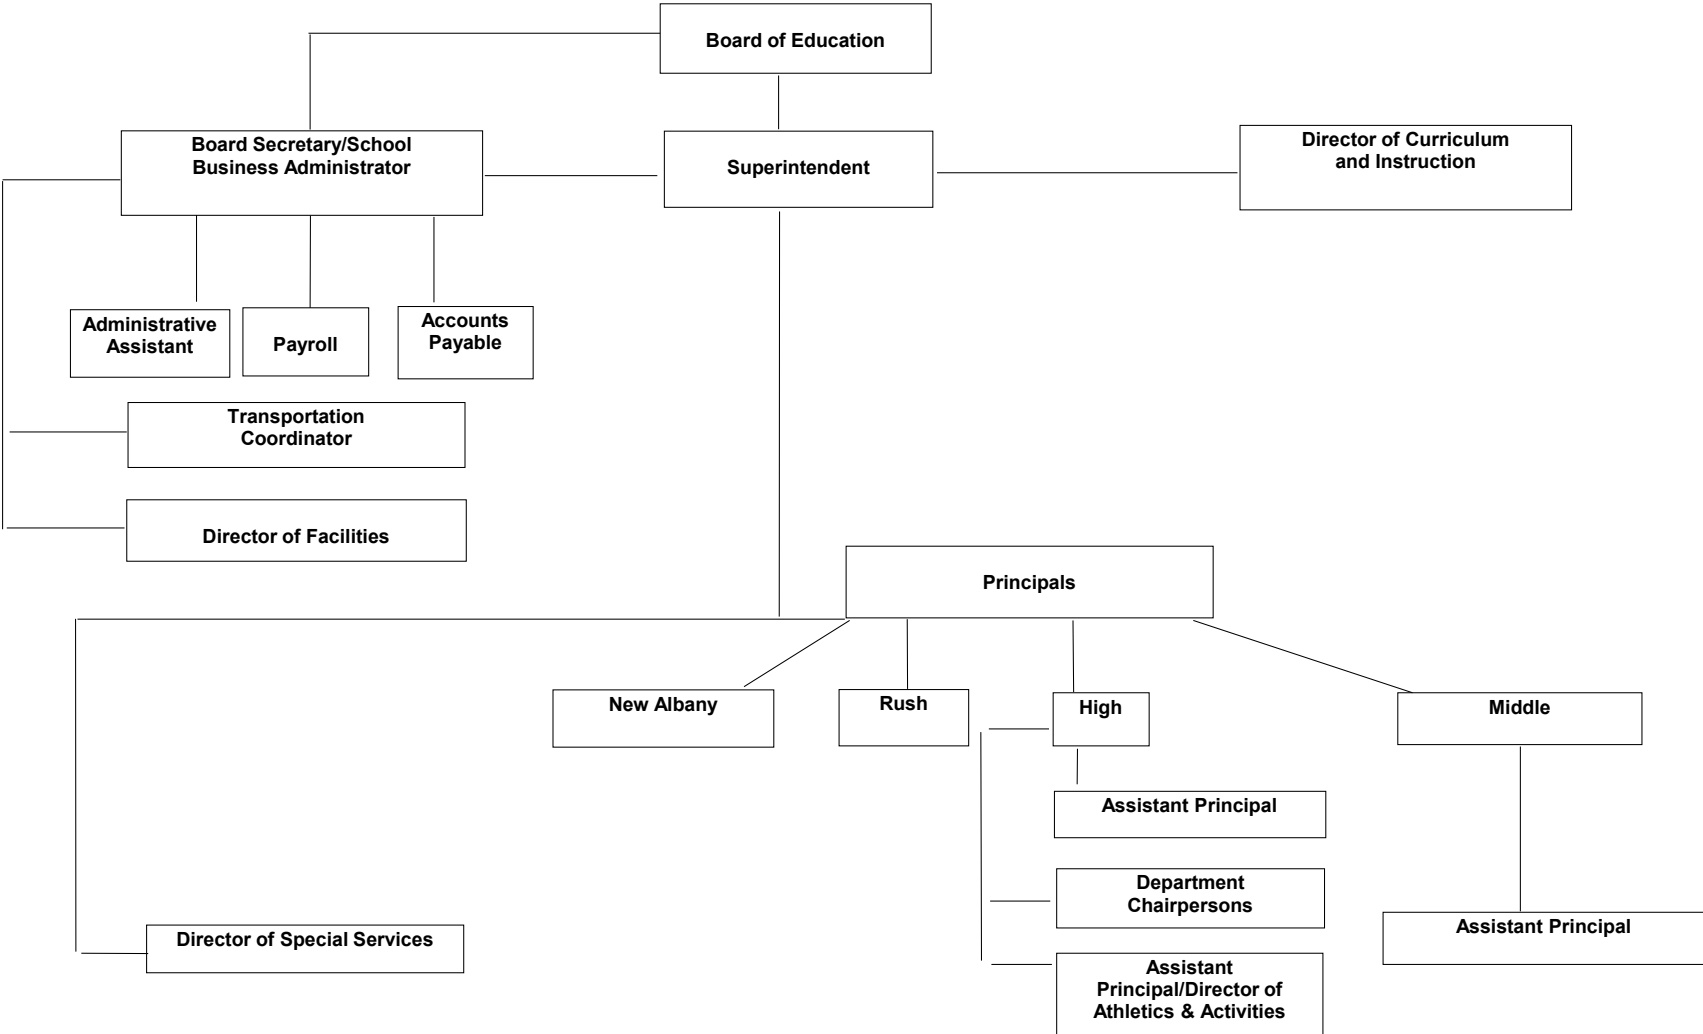 Board of Education
Board Secretary/School
Business Administrator
Superintendent
Director of Curriculum
and Instruction
Administrative
Assistant
Payroll
Accounts
Payable
Transportation
Coordinator
Director of Facilities
Principals
New Albany
Rush
High
Middle
Assistant Principal
Department
Chairpersons
Assistant Principal
Director of Special Services
Assistant
Principal/Director of
Athletics & Activities